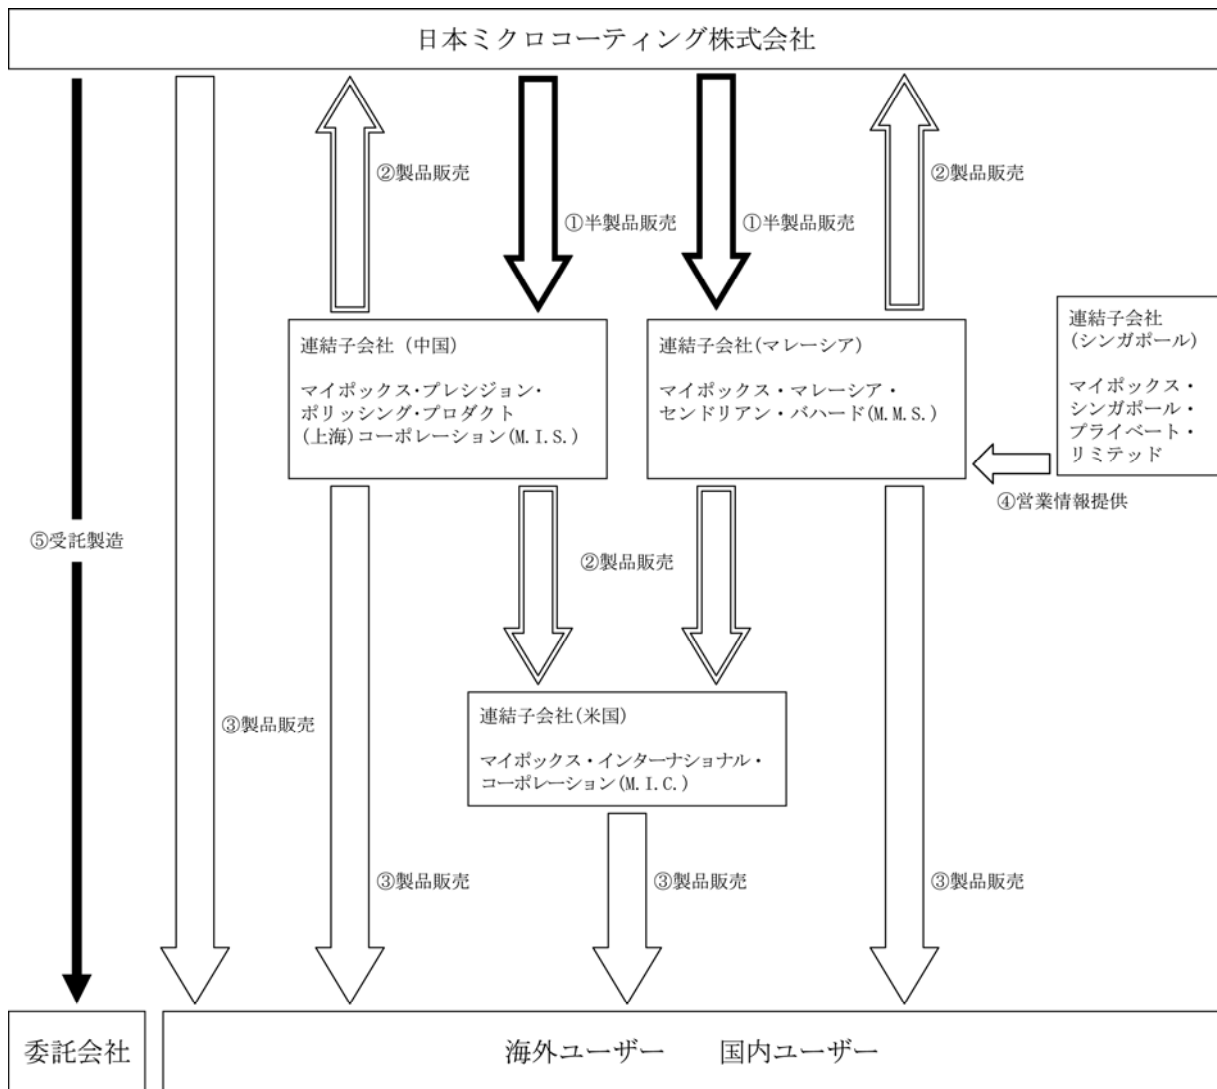 日本ミクロコーティング株式会社
②製品販売
②製品販売
①半製品販売
①半製品販売
連結子会社（中国）
マイポックス・プレシジョン・
ポリッシング・プロダクト
(上海)コーポレーション(M.I.S.)
連結子会社(マレーシア)
マイポックス・マレーシア・
センドリアン・バハード(M.M.S.)
連結子会社
(シンガポール)
マイポックス・
シンガポール・
プライベート・
リミテッド
④営業情報提供
⑤受託製造
②製品販売
連結子会社(米国)
マイポックス・インターナショナル・
コーポレーション(M.I.C.)
③製品販売
③製品販売
③製品販売
③製品販売
委託会社
海外ユーザー　国内ユーザー